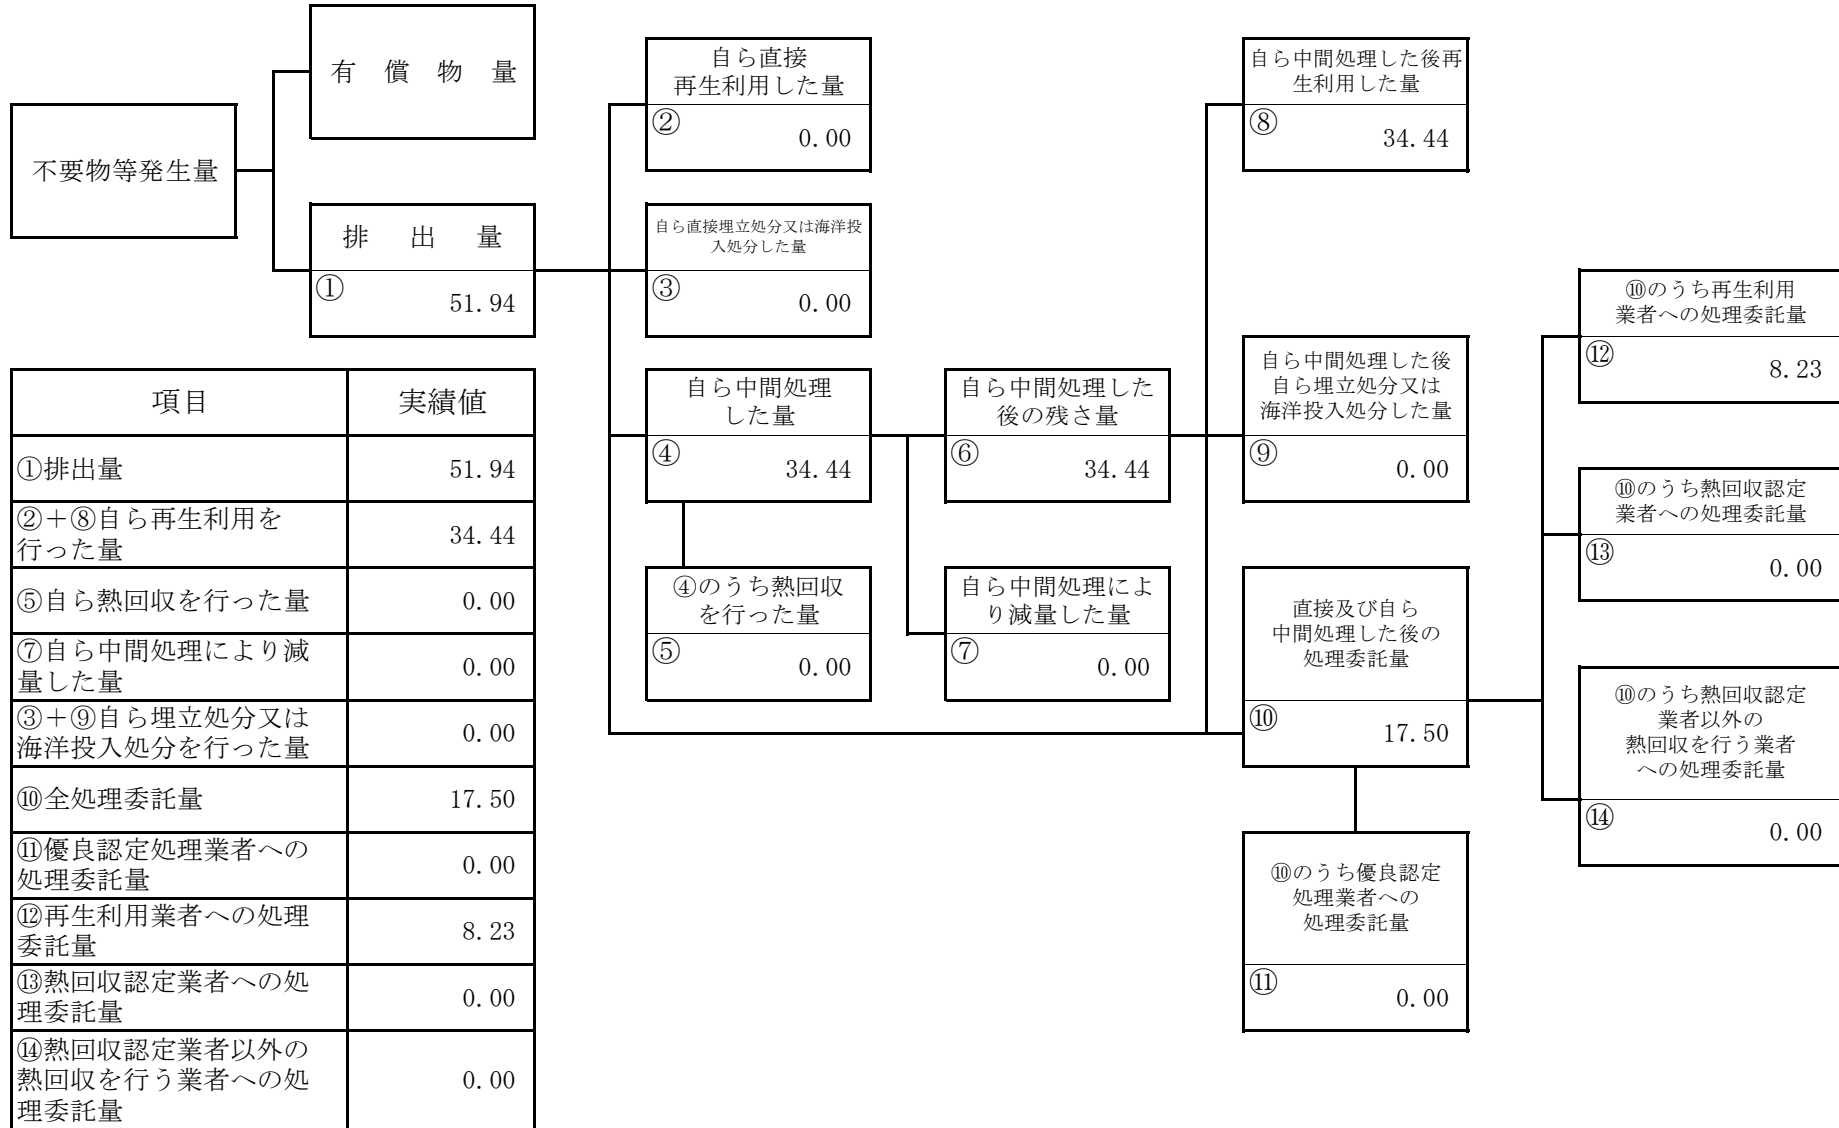 有 償 物 量
不要物等発生量
排 出 量
①
51.94
自ら直接
再生利用した量
②
0.00
自ら直接埋立処分又は海洋投
入処分した量
③
0.00
自ら中間処理
した量
④
34.44
④のうち熱回収
を行った量
⑤
0.00
自ら中間処理した
後の残さ量
⑥
34.44
自ら中間処理によ
り減量した量
⑦
0.00
自ら中間処理した後再
生利用した量
⑧
34.44
自ら中間処理した後
自ら埋立処分又は
海洋投入処分した量
⑨
0.00
直接及び自ら
中間処理した後の
処理委託量
⑩
17.50
⑩のうち優良認定
処理業者への
処理委託量
⑪
0.00
⑩のうち再生利用
業者への処理委託量
⑫
8.23
⑩のうち熱回収認定
業者への処理委託量
⑬
0.00
⑩のうち熱回収認定
業者以外の
熱回収を行う業者
への処理委託量
⑭
0.00
項目 実績値
①排出量 51.94
②＋⑧自ら再生利用を
行った量 34.44
⑤自ら熱回収を行った量 0.00
⑦自ら中間処理により減
量した量 0.00
③＋⑨自ら埋立処分又は
海洋投入処分を行った量 0.00
⑩全処理委託量 17.50
⑪優良認定処理業者への
処理委託量 0.00
⑫再生利用業者への処理
委託量 8.23
⑬熱回収認定業者への処
理委託量 0.00
⑭熱回収認定業者以外の
熱回収を行う業者への処
理委託量 0.00